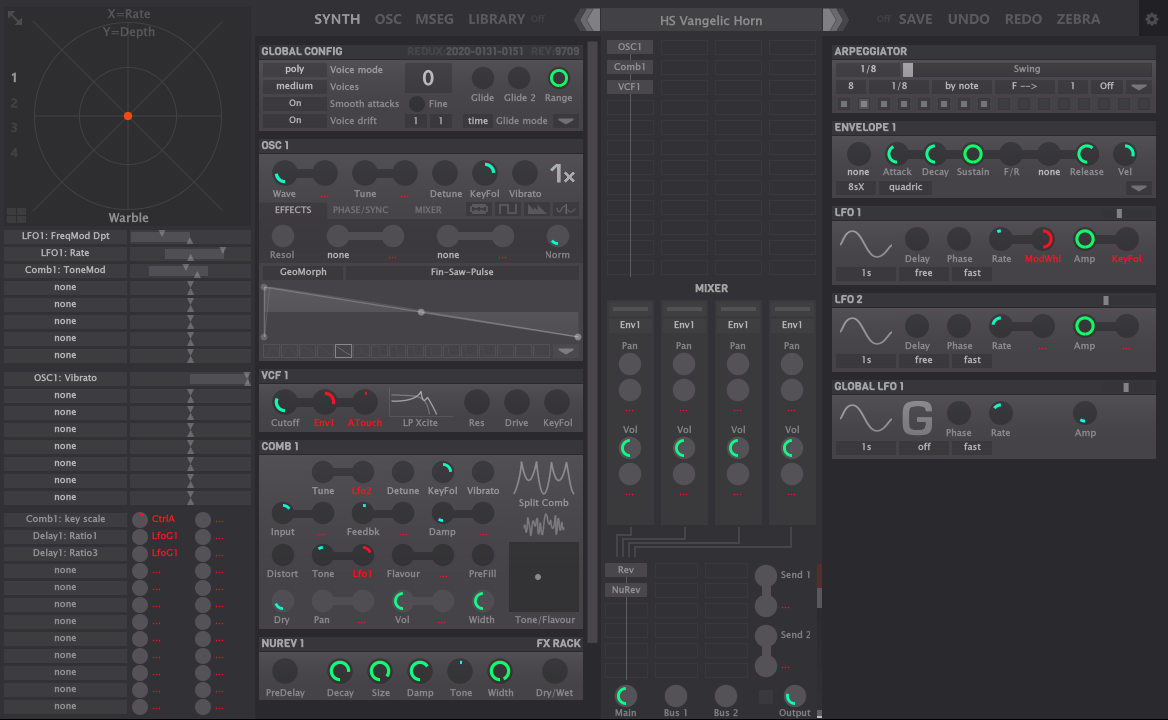 X=Rate
Y=Depth
1
2
3
4
Warble
LFO1: FreqMod Dpt
LFO1: Rate
Comb1: ToneMod
none
none
none
none
none
OSC1: Vibrato
none
none
none
none
none
none
none
Comb1: key scale CtrlA ...
Delay1: Ratio1 LfoG1 ...
Delay1: Ratio3 LfoG1 ...
none ... ...
none ... ...
none ... ...
none ... ...
none ... ...
none ... ...
none ... ...
none ... ...
none ... ...
SYNTH OSC MSEG LIBRARY Off
HS Vangelic Horn
Off SAVE UNDO REDO ZEBRA
GLOBAL CONFIG REDUX:2020-0131-0151 REV:9709
poly Voice mode
medium Voices
On Smooth attacks
On Voice drift
0
Fine
1 1
Glide Glide 2 Range
time Glide mode
OSC 1
Wave ... Tune ... Detune KeyFol Vibrato
1x
EFFECTS PHASE/SYNC MIXER
Resol none ... none ... Norm
GeoMorph Fin-Saw-Pulse
VCF 1
Cutoff Env1 ATouch LP Xcite Res Drive KeyFol
COMB 1
Tune Lfo2 Detune KeyFol Vibrato
Split Comb
Input ... Feedbk ... Damp ...
Distort Tone Lfo1 Flavour ... PreFill
Dry Pan ... Vol ... Width Tone/Flavour
NUREV 1 FX RACK
PreDelay Decay Size Damp Tone Width Dry/Wet
OSC1
Comb1
VCF1
MIXER
Env1 Env1 Env1 Env1
Pan Pan Pan Pan
... ... ... ...
Vol Vol Vol Vol
... ... ... ...
Rev
NuRev
Send 1
...
Send 2
...
Main Bus 1 Bus 2 Output
ARPEGGIATOR
1/8 Swing
8 1/8 by note F --> 1 Off
ENVELOPE 1
none Attack Decay Sustain F/R none Release Vel
8sX quadric
LFO 1
Delay Phase Rate ModWhl Amp KeyFol
1s free fast
LFO 2
Delay Phase Rate ... Amp ...
1s free fast
GLOBAL LFO 1
G
Phase Rate Amp
1s off fast